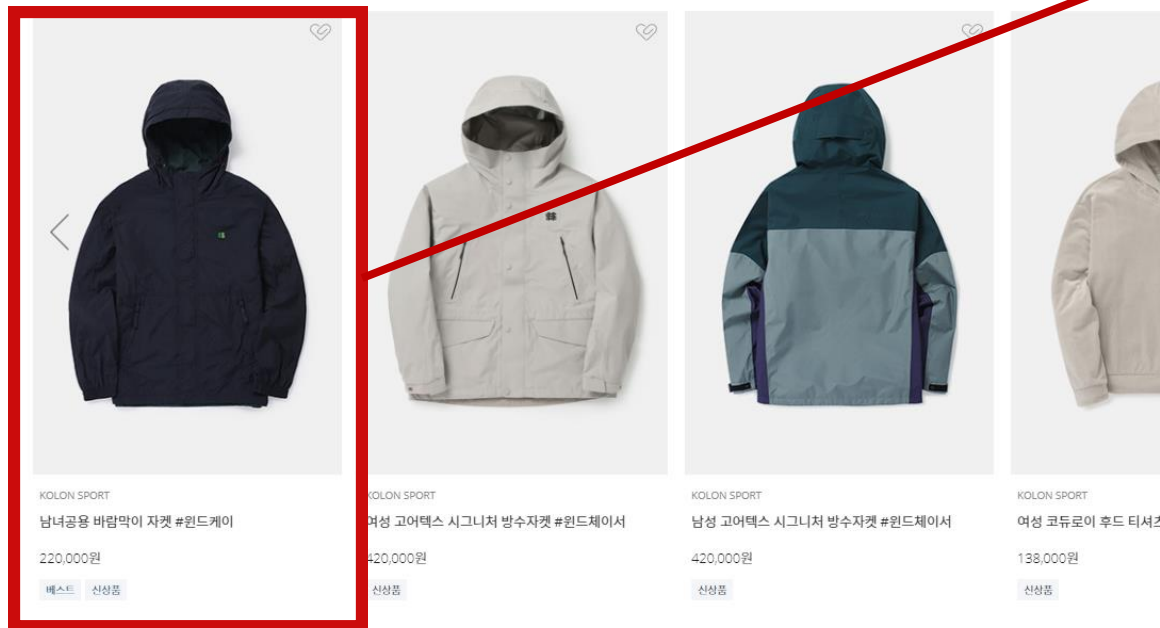 KOLON SPORT
남녀공용 바람막이 자켓 #윈드케이
220,000원
베스트 신상품
KOLON SPORT
여성 고어텍스 시그니처 방수자켓 #윈드체이서
420,000원
신상품
KOLON SPORT
남성 고어텍스 시그니처 방수자켓 #윈드체이서
420,000원
신상품
KOLON SPORT
여성 코듀로이 후드 티셔츠
138,000원
신상품